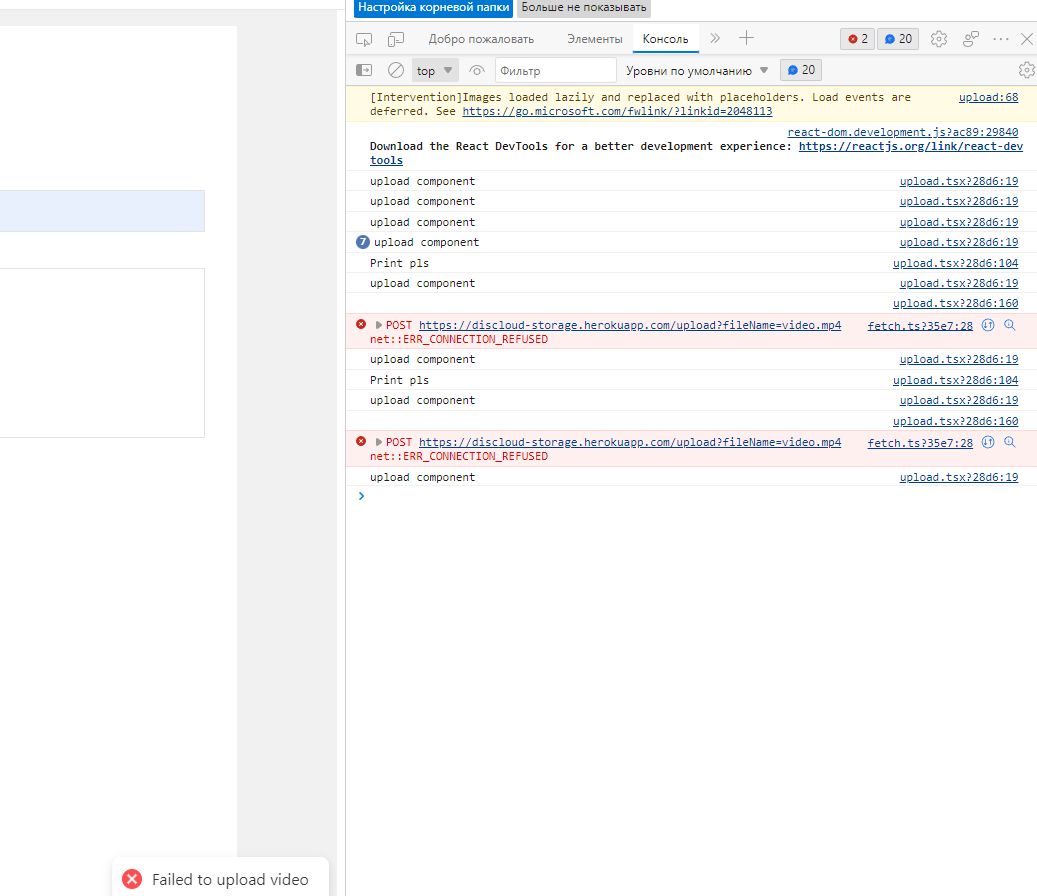 Настройка корневой папки Больше не показывать
Добро пожаловать Элементы Консоль 2 20
top Фильтр Уровни по умолчанию 20
[Intervention]Images loaded lazily and replaced with placeholders. Load events are upload:68
deferred. See https://go.microsoft.com/fwlink/?linkid=2048113
react-dom.development.js?ac89:29840
Download the React DevTools for a better development experience: https://reactjs.org/link/react-dev
tools
upload component upload.tsx?28d6:19
upload component upload.tsx?28d6:19
upload component upload.tsx?28d6:19
7 upload component upload.tsx?28d6:19
Print pls upload.tsx?28d6:104
upload component upload.tsx?28d6:19
upload.tsx?28d6:160
POST https://discloud-storage.herokuapp.com/upload?fileName=video.mp4 fetch.ts?35e7:28
net::ERR_CONNECTION_REFUSED
upload component upload.tsx?28d6:19
Print pls upload.tsx?28d6:104
upload component upload.tsx?28d6:19
upload.tsx?28d6:160
POST https://discloud-storage.herokuapp.com/upload?fileName=video.mp4 fetch.ts?35e7:28
net::ERR_CONNECTION_REFUSED
upload component upload.tsx?28d6:19
Failed to upload video